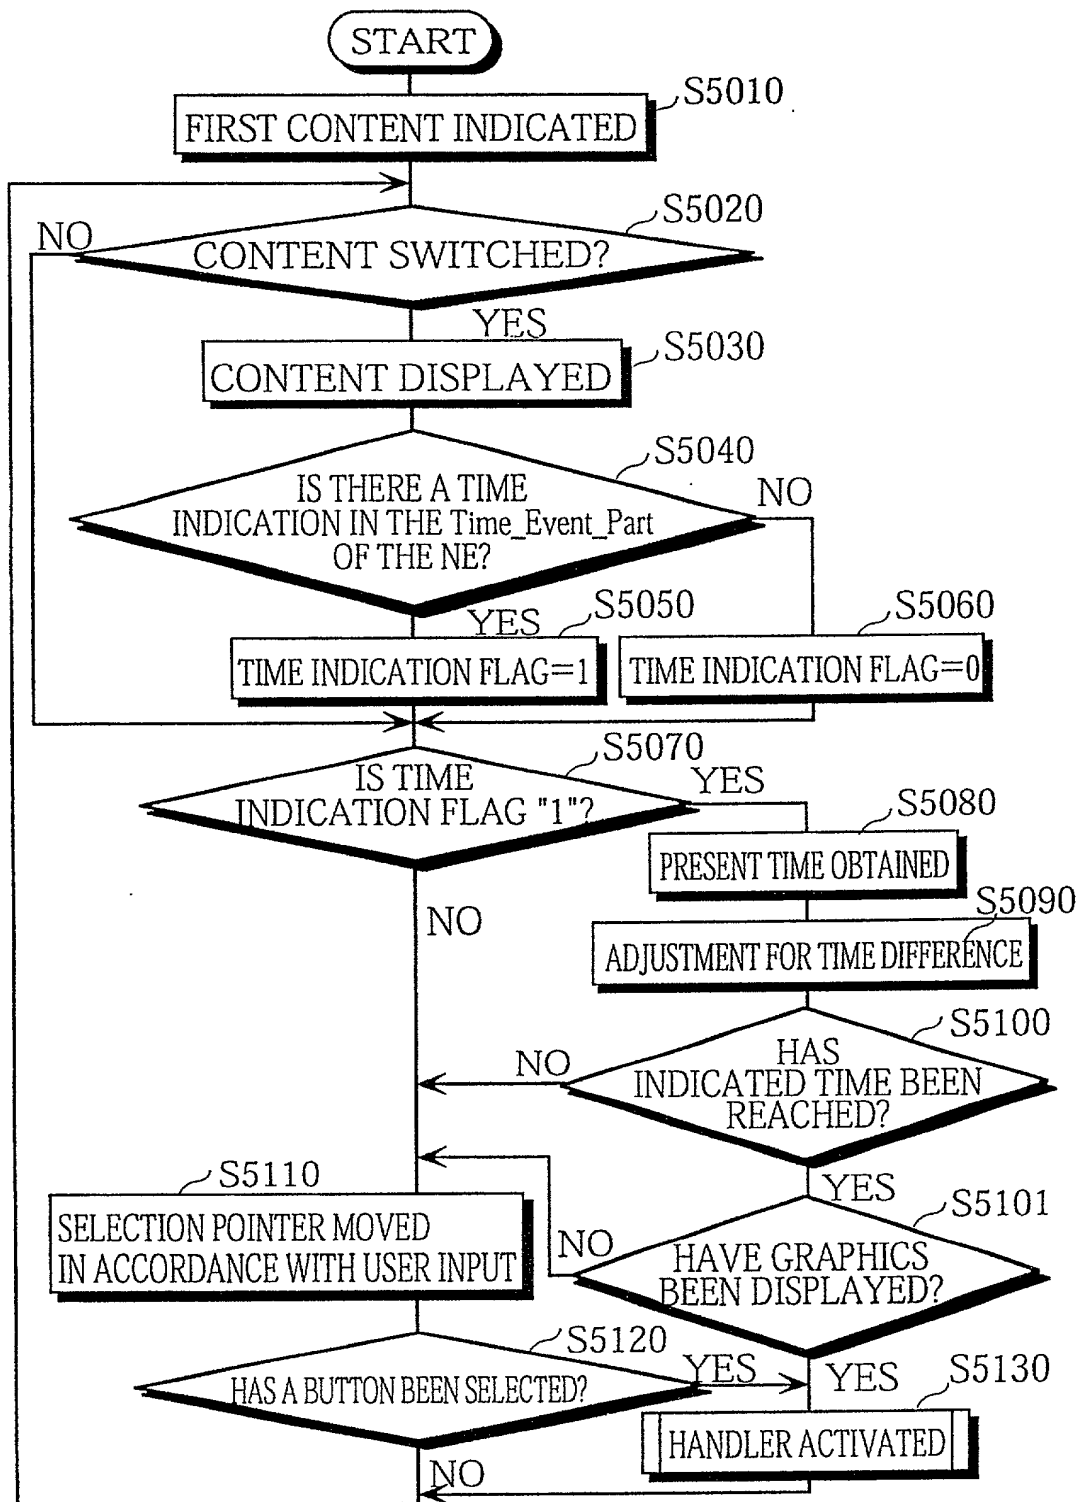 START
S5010
FIRST CONTENT INDICATED
S5020
NO
CONTENT SWITCHED?
YES
S5030
CONTENT DISPLAYED
S5040
IS THERE A TIME
INDICATION IN THE Time_Event_Part
OF THE NE?
NO
YES
S5050
S5060
TIME INDICATION FLAG=1
TIME INDICATION FLAG=0
S5070
IS TIME
INDICATION FLAG "1"?
YES
S5080
PRESENT TIME OBTAINED
NO
S5090
ADJUSTMENT FOR TIME DIFFERENCE
S5100
NO
HAS
INDICATED TIME BEEN
REACHED?
YES
S5110
SELECTION POINTER MOVED
IN ACCORDANCE WITH USER INPUT
S5101
NO
HAVE GRAPHICS
BEEN DISPLAYED?
S5120
HAS A BUTTON BEEN SELECTED?
YES
YES
S5130
HANDLER ACTIVATED
NO